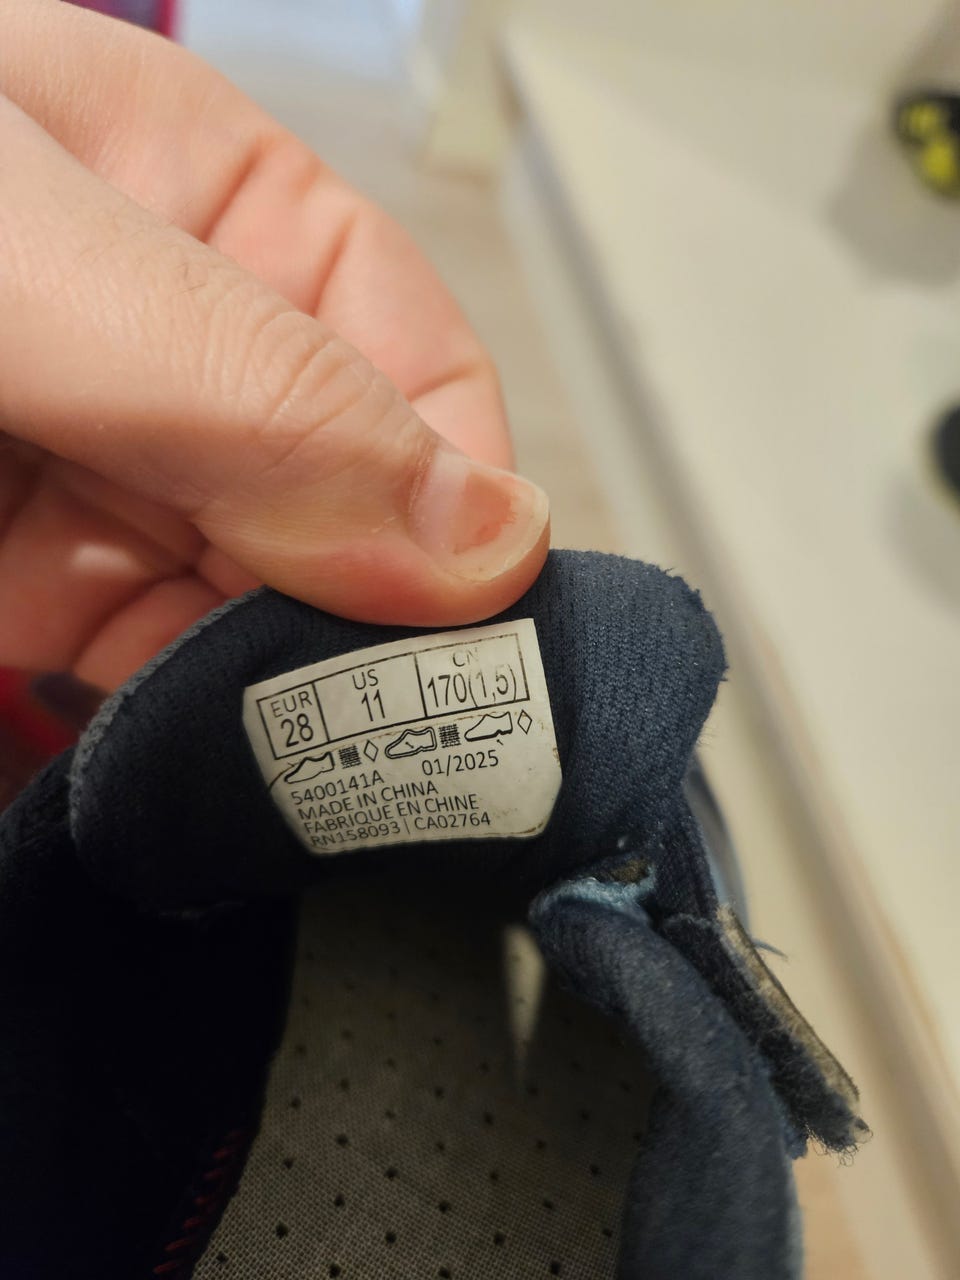 EUR US CN
28 11 170(1,5)
5400141A 01/2025
MADE IN CHINA
FABRIQUE EN CHINE
RN158093 | CA02764